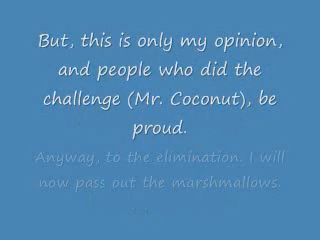 But, this is only my opinion,
and people who did the
challenge (Mr. Coconut), be
proud.
Anyway, to the elimination. I will
now pass out the marshmallows.